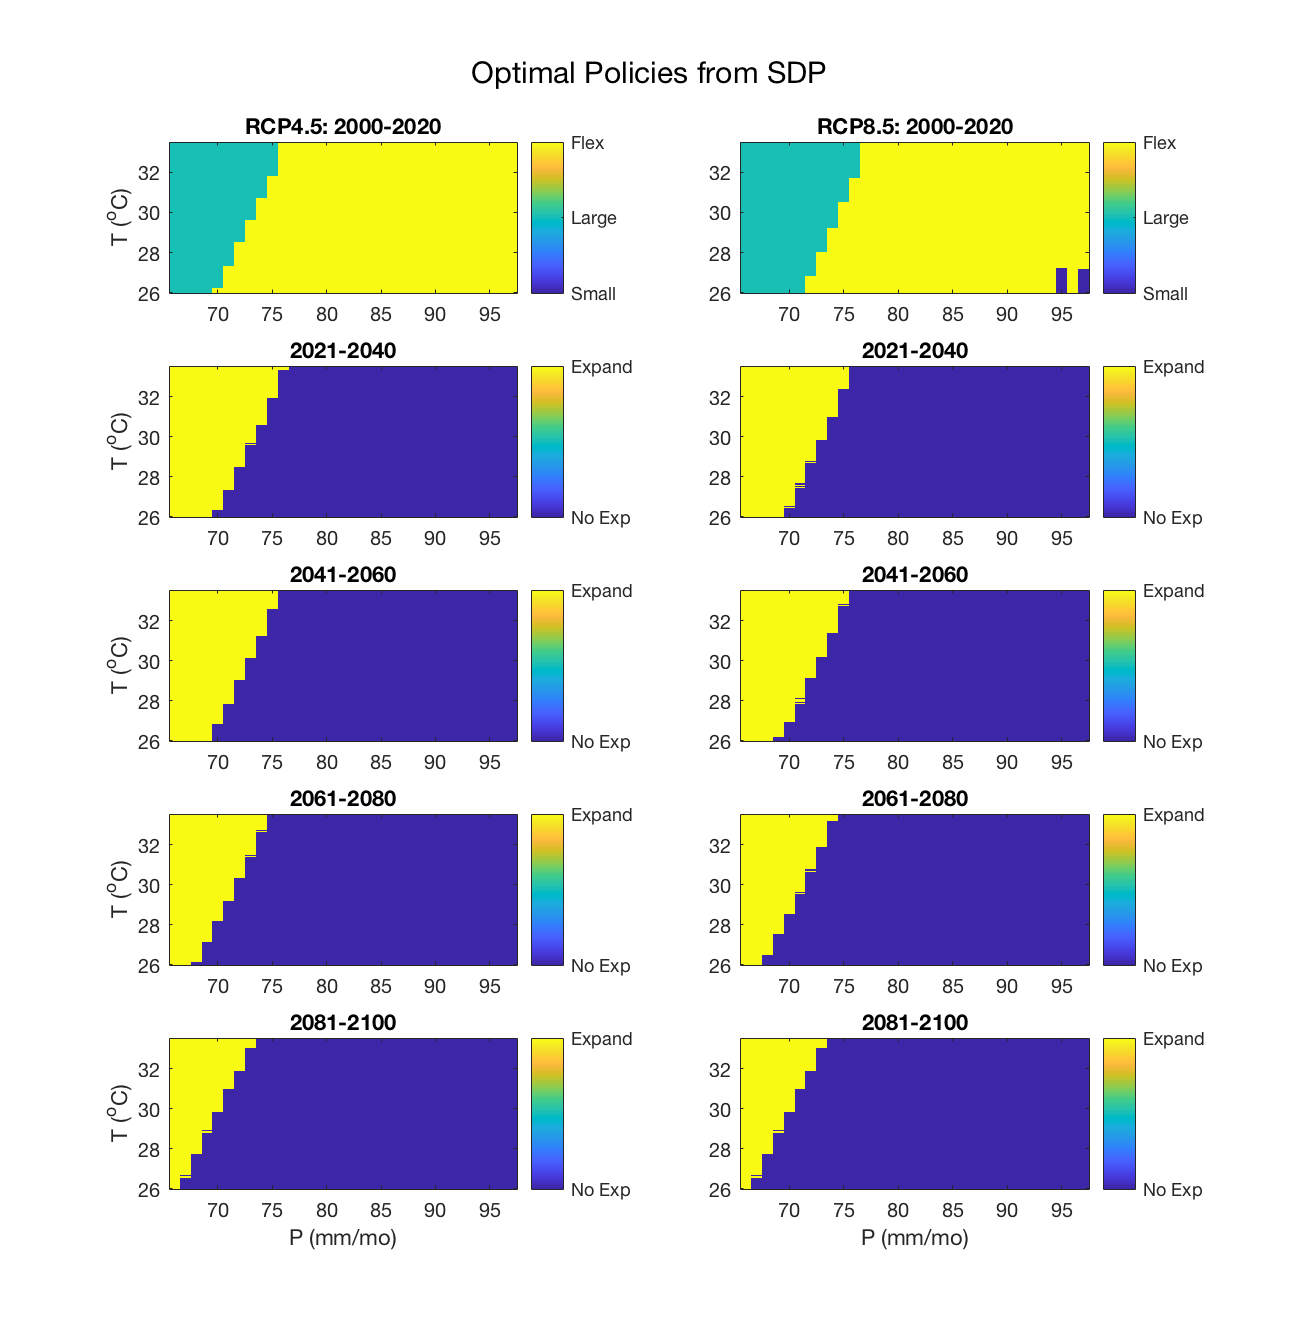 Optimal Policies from SDP
RCP4.5: 2000-2020
RCP8.5: 2000-2020
T (°C)
32
30
28
26
70 75 80 85 90 95
Flex
Large
Small
32
30
28
26
70 75 80 85 90 95
Flex
Large
Small
2021-2040
2021-2040
T (°C)
32
30
28
26
70 75 80 85 90 95
Expand
No Exp
32
30
28
26
70 75 80 85 90 95
Expand
No Exp
2041-2060
2041-2060
T (°C)
32
30
28
26
70 75 80 85 90 95
Expand
No Exp
32
30
28
26
70 75 80 85 90 95
Expand
No Exp
2061-2080
2061-2080
T (°C)
32
30
28
26
70 75 80 85 90 95
Expand
No Exp
32
30
28
26
70 75 80 85 90 95
Expand
No Exp
2081-2100
2081-2100
T (°C)
32
30
28
26
70 75 80 85 90 95
P (mm/mo)
Expand
No Exp
32
30
28
26
70 75 80 85 90 95
P (mm/mo)
Expand
No Exp